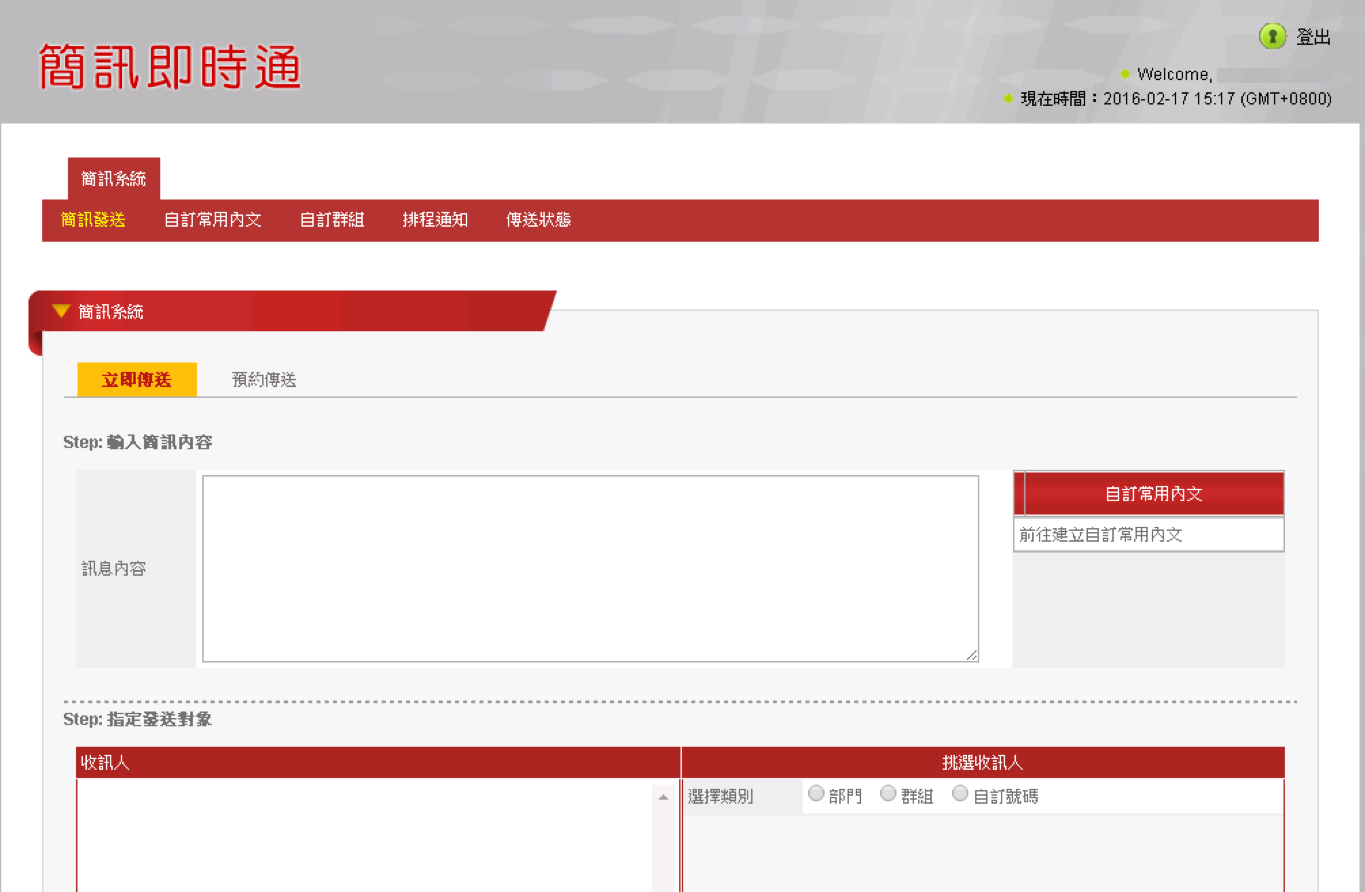 簡訊即時通
登出
Welcome,
現在時間：2016-02-17 15:17 (GMT+0800)
簡訊系統
簡訊發送 自訂常用內文 自訂群組 排程通知 傳送狀態
簡訊系統
立即傳送 預約傳送
Step: 輸入簡訊內容
訊息內容
自訂常用內文
前往建立自訂常用內文
Step: 指定發送對象
收訊人 挑選收訊人
選擇類別 部門 群組 自訂號碼